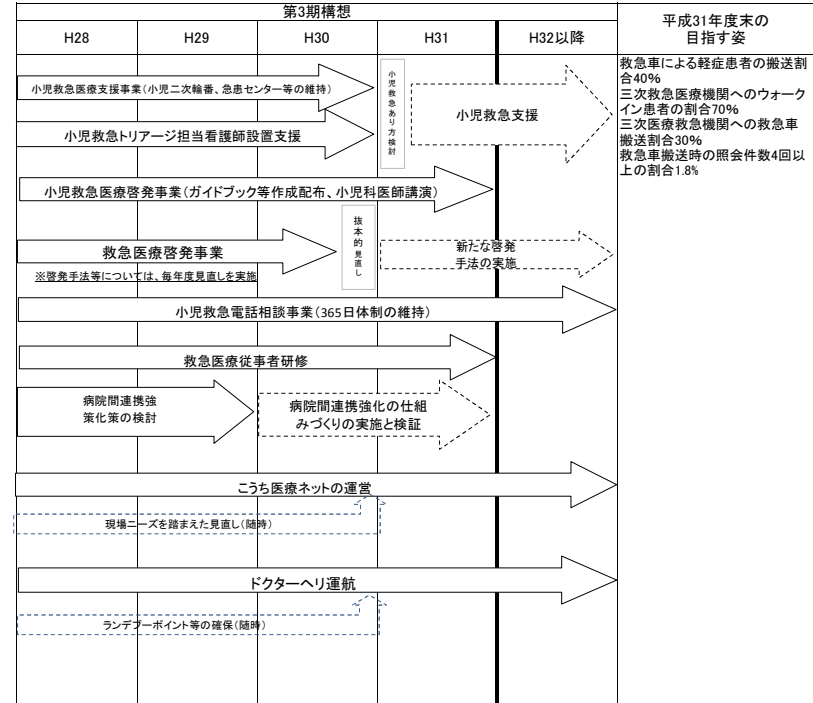 第3期構想
平成31年度末の
目指す姿
H28
H29
H30
H31
H32以降
救急車による軽症患者の搬送割
合40%
三次救急医療機関へのウォーク
イン患者の割合70%
三次医療救急機関への救急車
搬送割合30%
救急車搬送時の照会件数4回以
上の割合1.8%
小児救急医療支援事業(小児二次輪番、急患センター等の維持)
小児救急あり方検討
小児救急支援
小児救急トリアージ担当看護師設置支援
小児救急医療啓発事業(ガイドブック等作成配布、小児科医師講演)
抜本的見直し
救急医療啓発事業
新たな啓発
手法の実施
※啓発手法等については、毎年度見直しを実施
小児救急電話相談事業(365日体制の維持)
救急医療従事者研修
病院間連携強
策化策の検討
病院間連携強化の仕組
みづくりの実施と検証
こうち医療ネットの運営
現場ニーズを踏まえた見直し(随時)
ドクターヘリ運航
ランデブーポイント等の確保(随時)